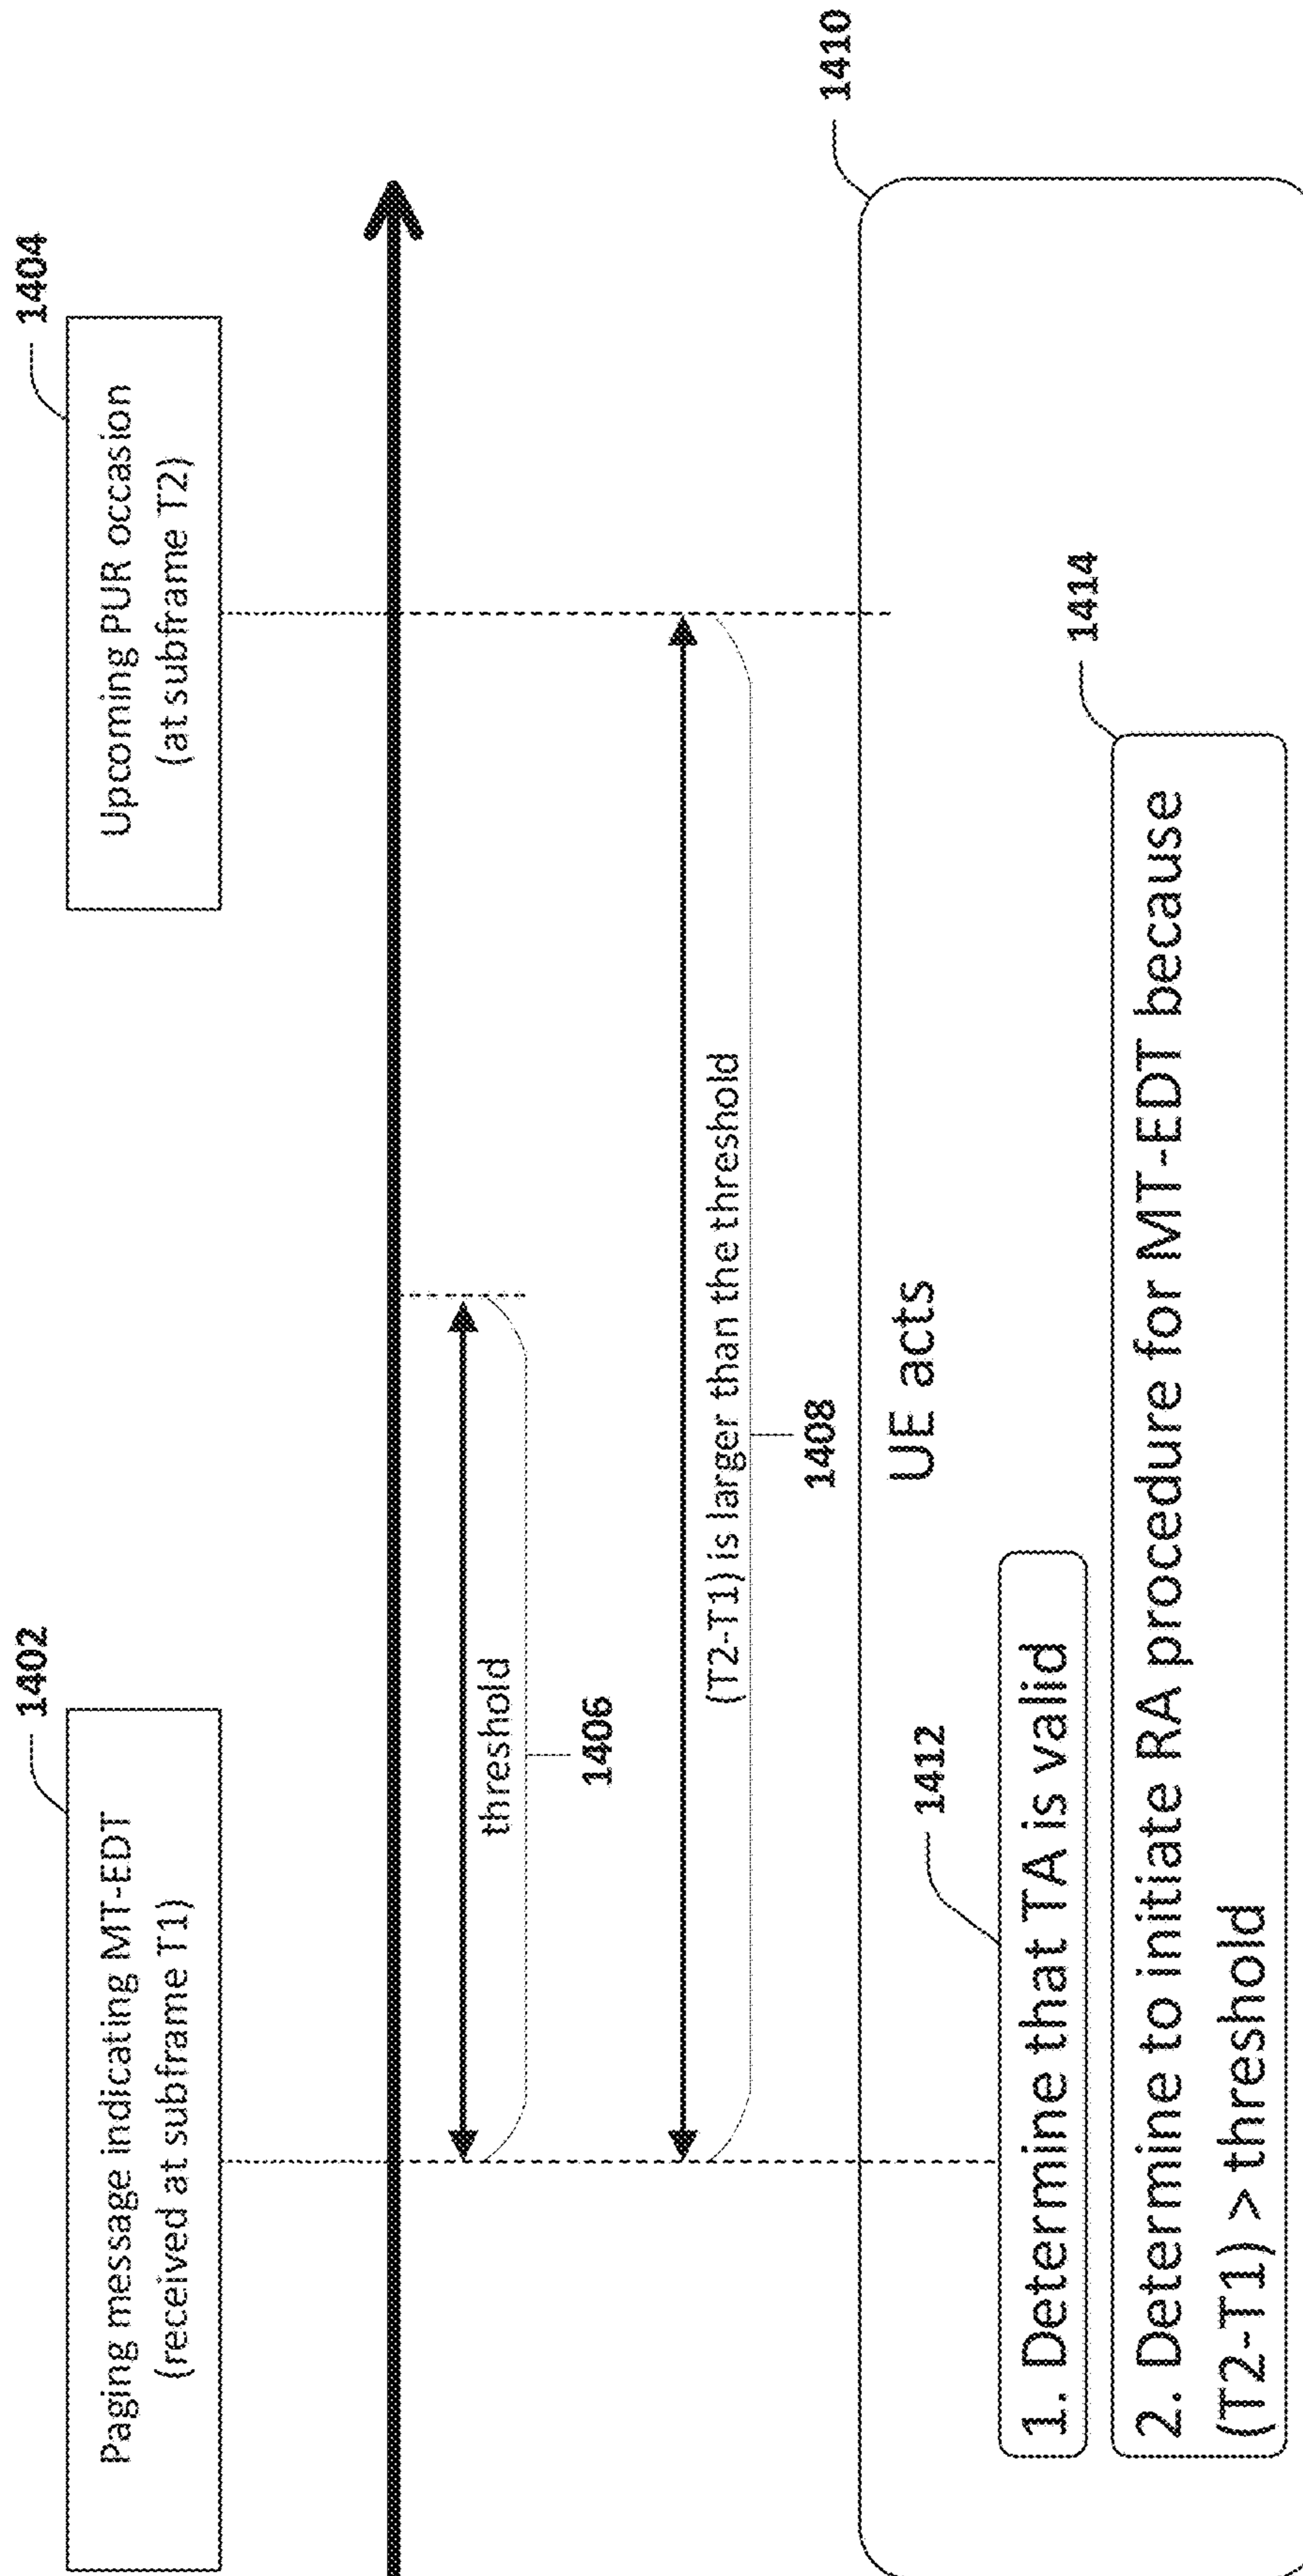 1402
Paging message indicating MT-EDT
(received at subframe T1)
1404
Upcoming PUR occasion
(at subframe T2)
threshold
1406
(T2-T1) is larger than the threshold
1408
1410
UE acts
1412
1. Determine that TA is valid
1414
2. Determine to initiate RA procedure for MT-EDT because
(T2-T1) > threshold